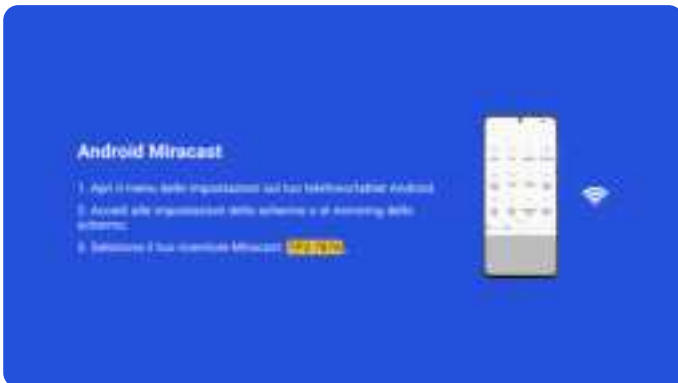 Android Miracast
1. Apri il menu delle impostazioni sul tuo telefono/tablet Android.
2. Accedi alle impostazioni dello schermo o al mirroring dello
schermo.
3. Seleziona il tuo ricevitore Miracast: